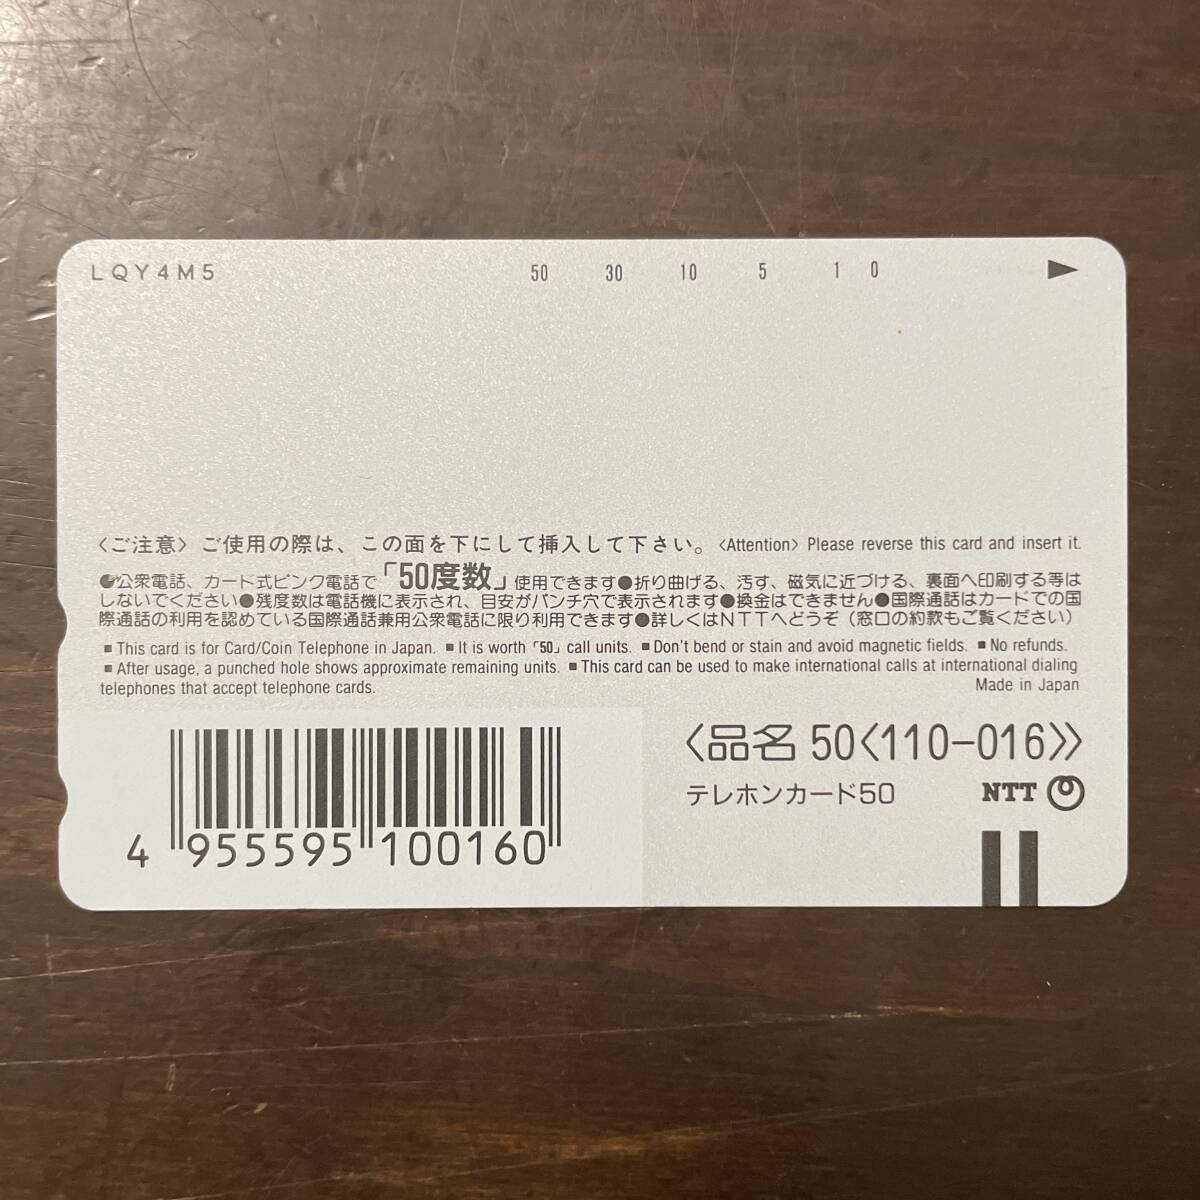 LQY4M5 50 30 10 5 1 0 ▶
〈ご注意〉ご使用の際は、この面を下にして挿入して下さい。〈Attention〉Please reverse this card and insert it.
●公衆電話、カード式ピンク電話で「50度数」使用できます●折り曲げる、汚す、磁気に近づける、裏面へ印刷する等は
しないでください●残度数は電話機に表示され、目安がパンチ穴で表示されます●換金はできません●国際通話はカードでの国
際通話の利用を認めている国際通話兼用公衆電話に限り利用できます●詳しくはNTTへどうぞ(窓口の約款もご覧ください)
■This card is for Card/Coin Telephone in Japan. ■It is worth「50」call units. ■Don't bend or stain and avoid magnetic fields. ■No refunds.
■After usage, a punched hole shows approximate remaining units. ■This card can be used to make international calls at international dialing
telephones that accept telephone cards. Made in Japan
〈品名 50〈110-016〉〉
テレホンカード50 NTT
4 955595 100160